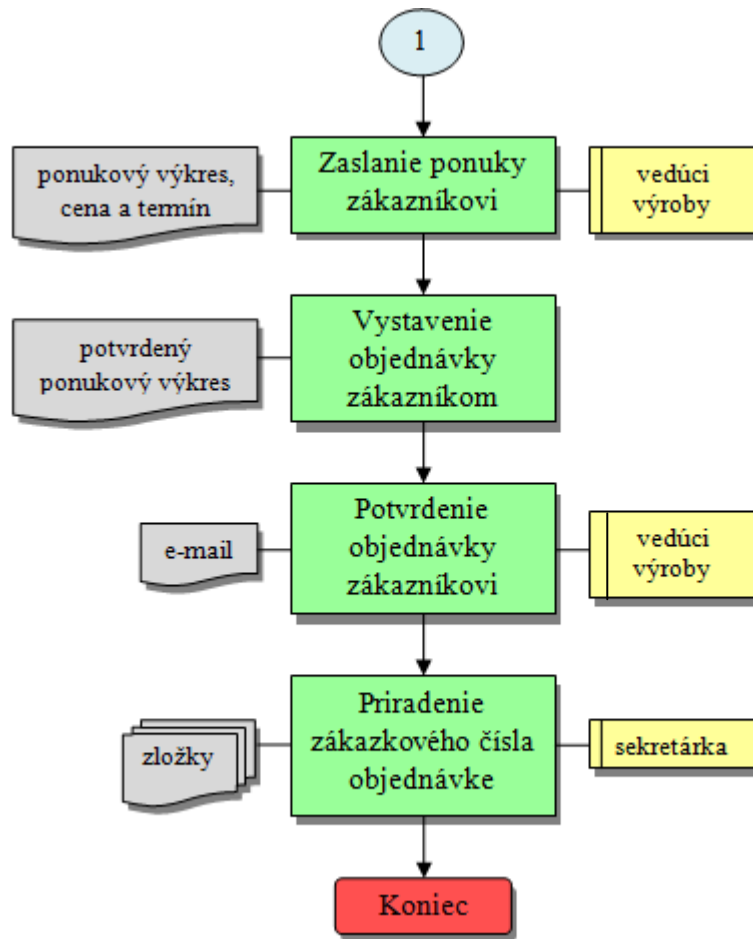 1
ponukový výkres,
cena a termín
Zaslanie ponuky
zákazníkovi
vedúci
výroby
potvrdený
ponukový výkres
Vystavenie
objednávky
zákazníkom
e-mail
Potvrdenie
objednávky
zákazníkovi
vedúci
výroby
zložky
Priradenie
zákazkového čísla
objednávke
sekretárka
Koniec